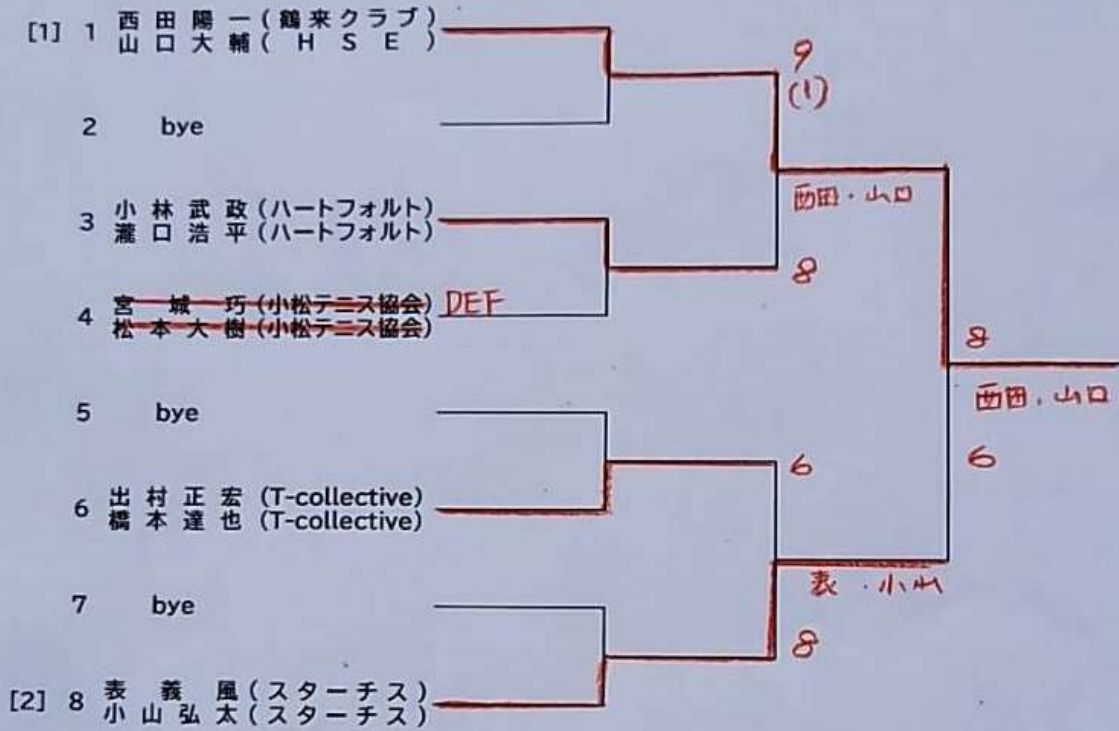 [1] 1 西田陽一(鶴来クラブ)
山口大輔(HSE)
2 bye
3 小林武政(ハートフォルト)
瀧口浩平(ハートフォルト)
4 宮城巧(小松テニス協会) DEF
松本大樹(小松テニス協会)
5 bye
6 出村正宏(T-collective)
橋本達也(T-collective)
7 bye
[2] 8 表義風(スターチス)
小山弘太(スターチス)
9
(1)
西田・山口
8
6
表・小山
8
8
西田・山口
6